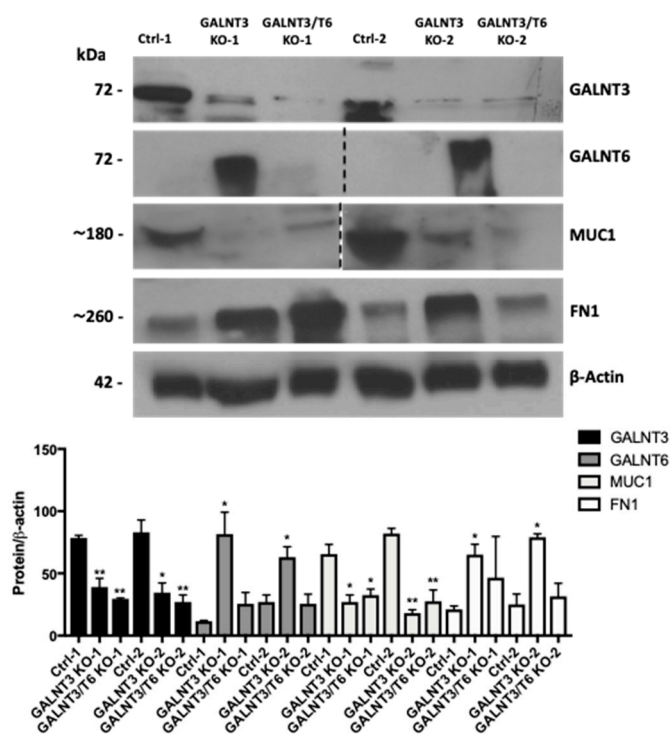 Ctrl-1
GALNT3
KO-1
GALNT3/T6
KO-1
Ctrl-2
GALNT3
KO-2
GALNT3/T6
KO-2
kDa
72 -
GALNT3
72 -
GALNT6
~180 -
MUC1
~260 -
FN1
42 -
β-Actin
150
100
50
0
Protein/β-actin
GALNT3
GALNT6
MUC1
FN1
**
**
*
**
*
*
*
*
**
**
*
*
Ctrl-1
GALNT3 KO-1
GALNT3/T6 KO-1
Ctrl-2
GALNT3 KO-2
GALNT3/T6 KO-2
Ctrl-1
GALNT3 KO-1
GALNT3/T6 KO-1
Ctrl-2
GALNT3 KO-2
GALNT3/T6 KO-2
Ctrl-1
GALNT3 KO-1
GALNT3/T6 KO-1
Ctrl-2
GALNT3 KO-2
GALNT3/T6 KO-2
Ctrl-1
GALNT3 KO-1
GALNT3/T6 KO-1
Ctrl-2
GALNT3 KO-2
GALNT3/T6 KO-2